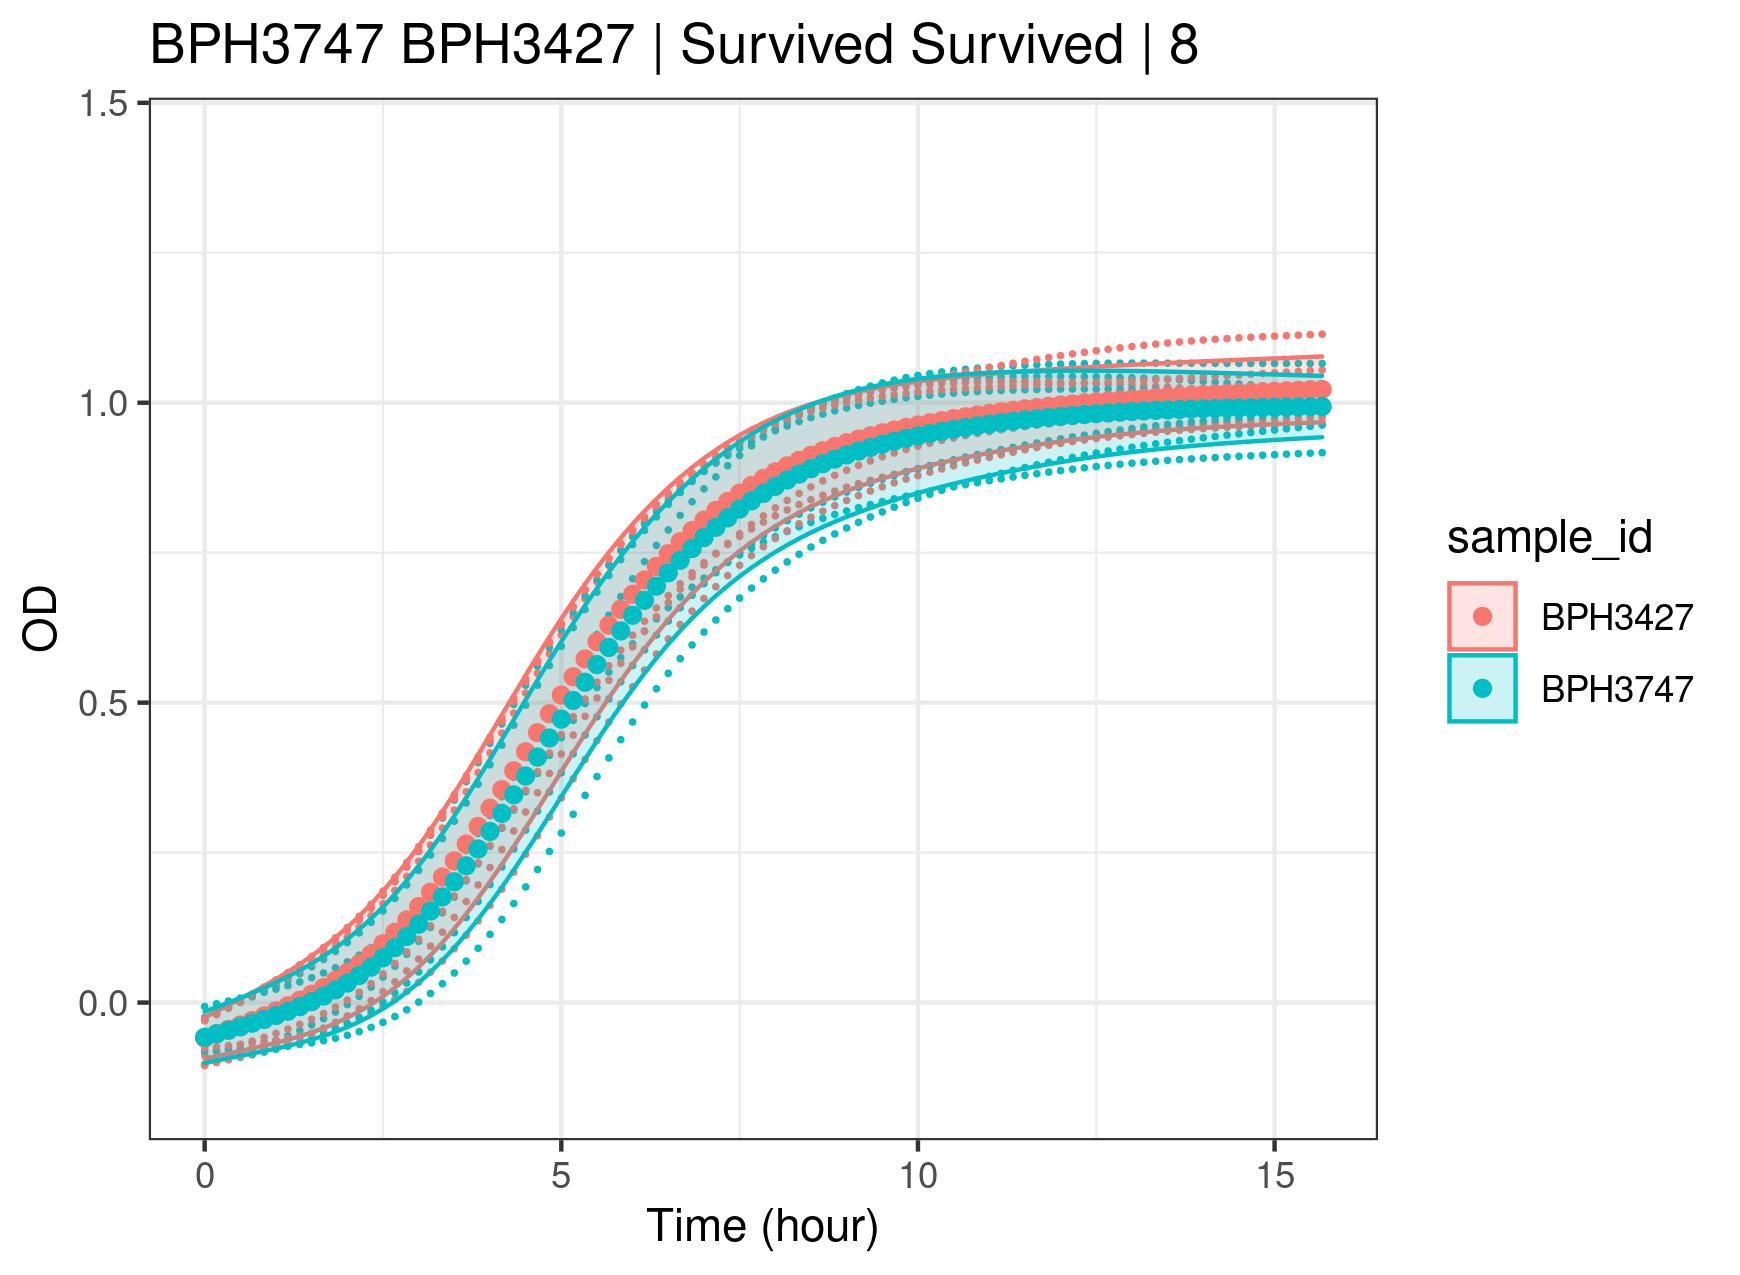 BPH3747 BPH3427 | Survived Survived | 8
1.5
1.0
0.5
0.0
OD
0 5 10 15
Time (hour)
sample_id
BPH3427
BPH3747